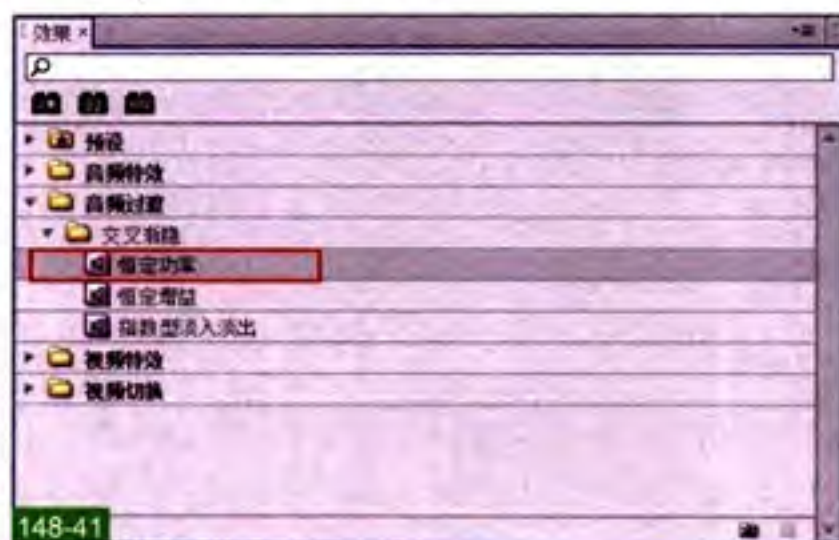 效果 ×
预设
音频特效
音频过渡
交叉渐隐
恒定功率
恒定增益
指数型淡入淡出
视频特效
视频切换
148-41